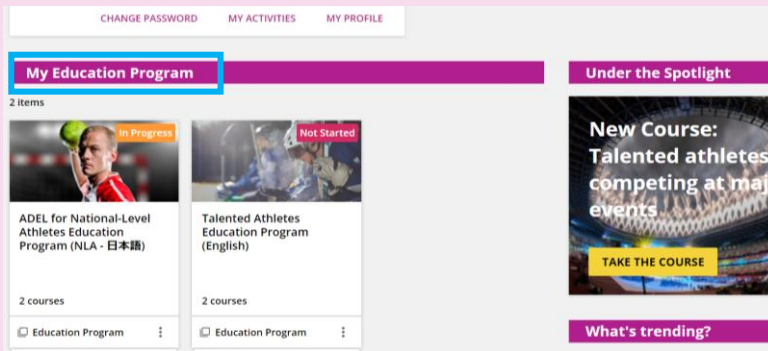 CHANGE PASSWORD MY ACTIVITIES MY PROFILE
My Education Program
2 items
In Progress
ADEL for National-Level
Athletes Education
Program (NLA - 日本語)
2 courses
Education Program
Not Started
Talented Athletes
Education Program
(English)
2 courses
Education Program
Under the Spotlight
New Course:
Talented athletes
competing at maj
events
TAKE THE COURSE
What's trending?